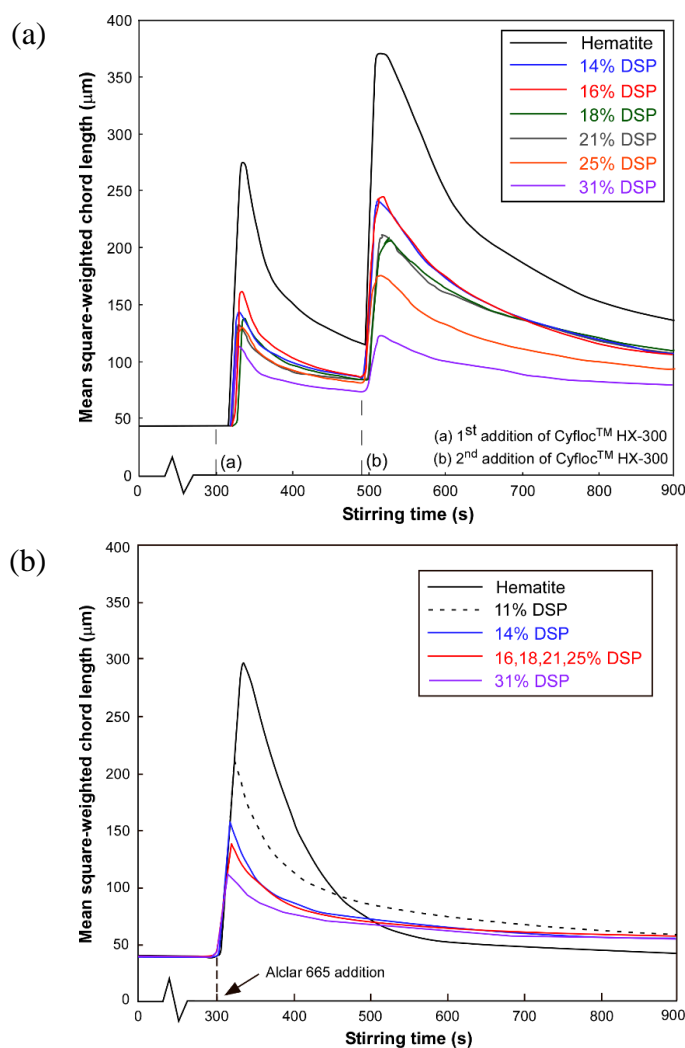 (a)
400
350
300
250
200
150
100
50
0
Mean square-weighted chord length (μm)
Hematite
14% DSP
16% DSP
18% DSP
21% DSP
25% DSP
31% DSP
(a) 1st addition of Cyfloc™ HX-300
(b) 2nd addition of Cyfloc™ HX-300
(a)
(b)
0 300 400 500 600 700 800 900
Stirring time (s)
(b)
400
350
300
250
200
150
100
50
0
Mean square-weighted chord length (μm)
Hematite
11% DSP
14% DSP
16,18,21,25% DSP
31% DSP
Alclar 665 addition
0 300 400 500 600 700 800 900
Stirring time (s)